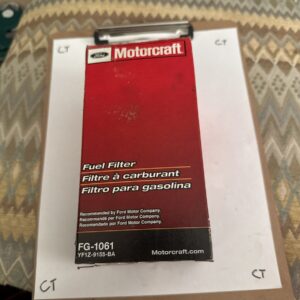 CT
CT
Ford
Motorcraft
Fuel Filter
Filtre à carburant
Filtro para gasolina
Recommended by Ford Motor Company.
Recommandé par Ford Motor Company.
Recomendado por Ford Motor Company.
FG-1061
YF1Z-9155-BA
Motorcraft.com
CT
CT